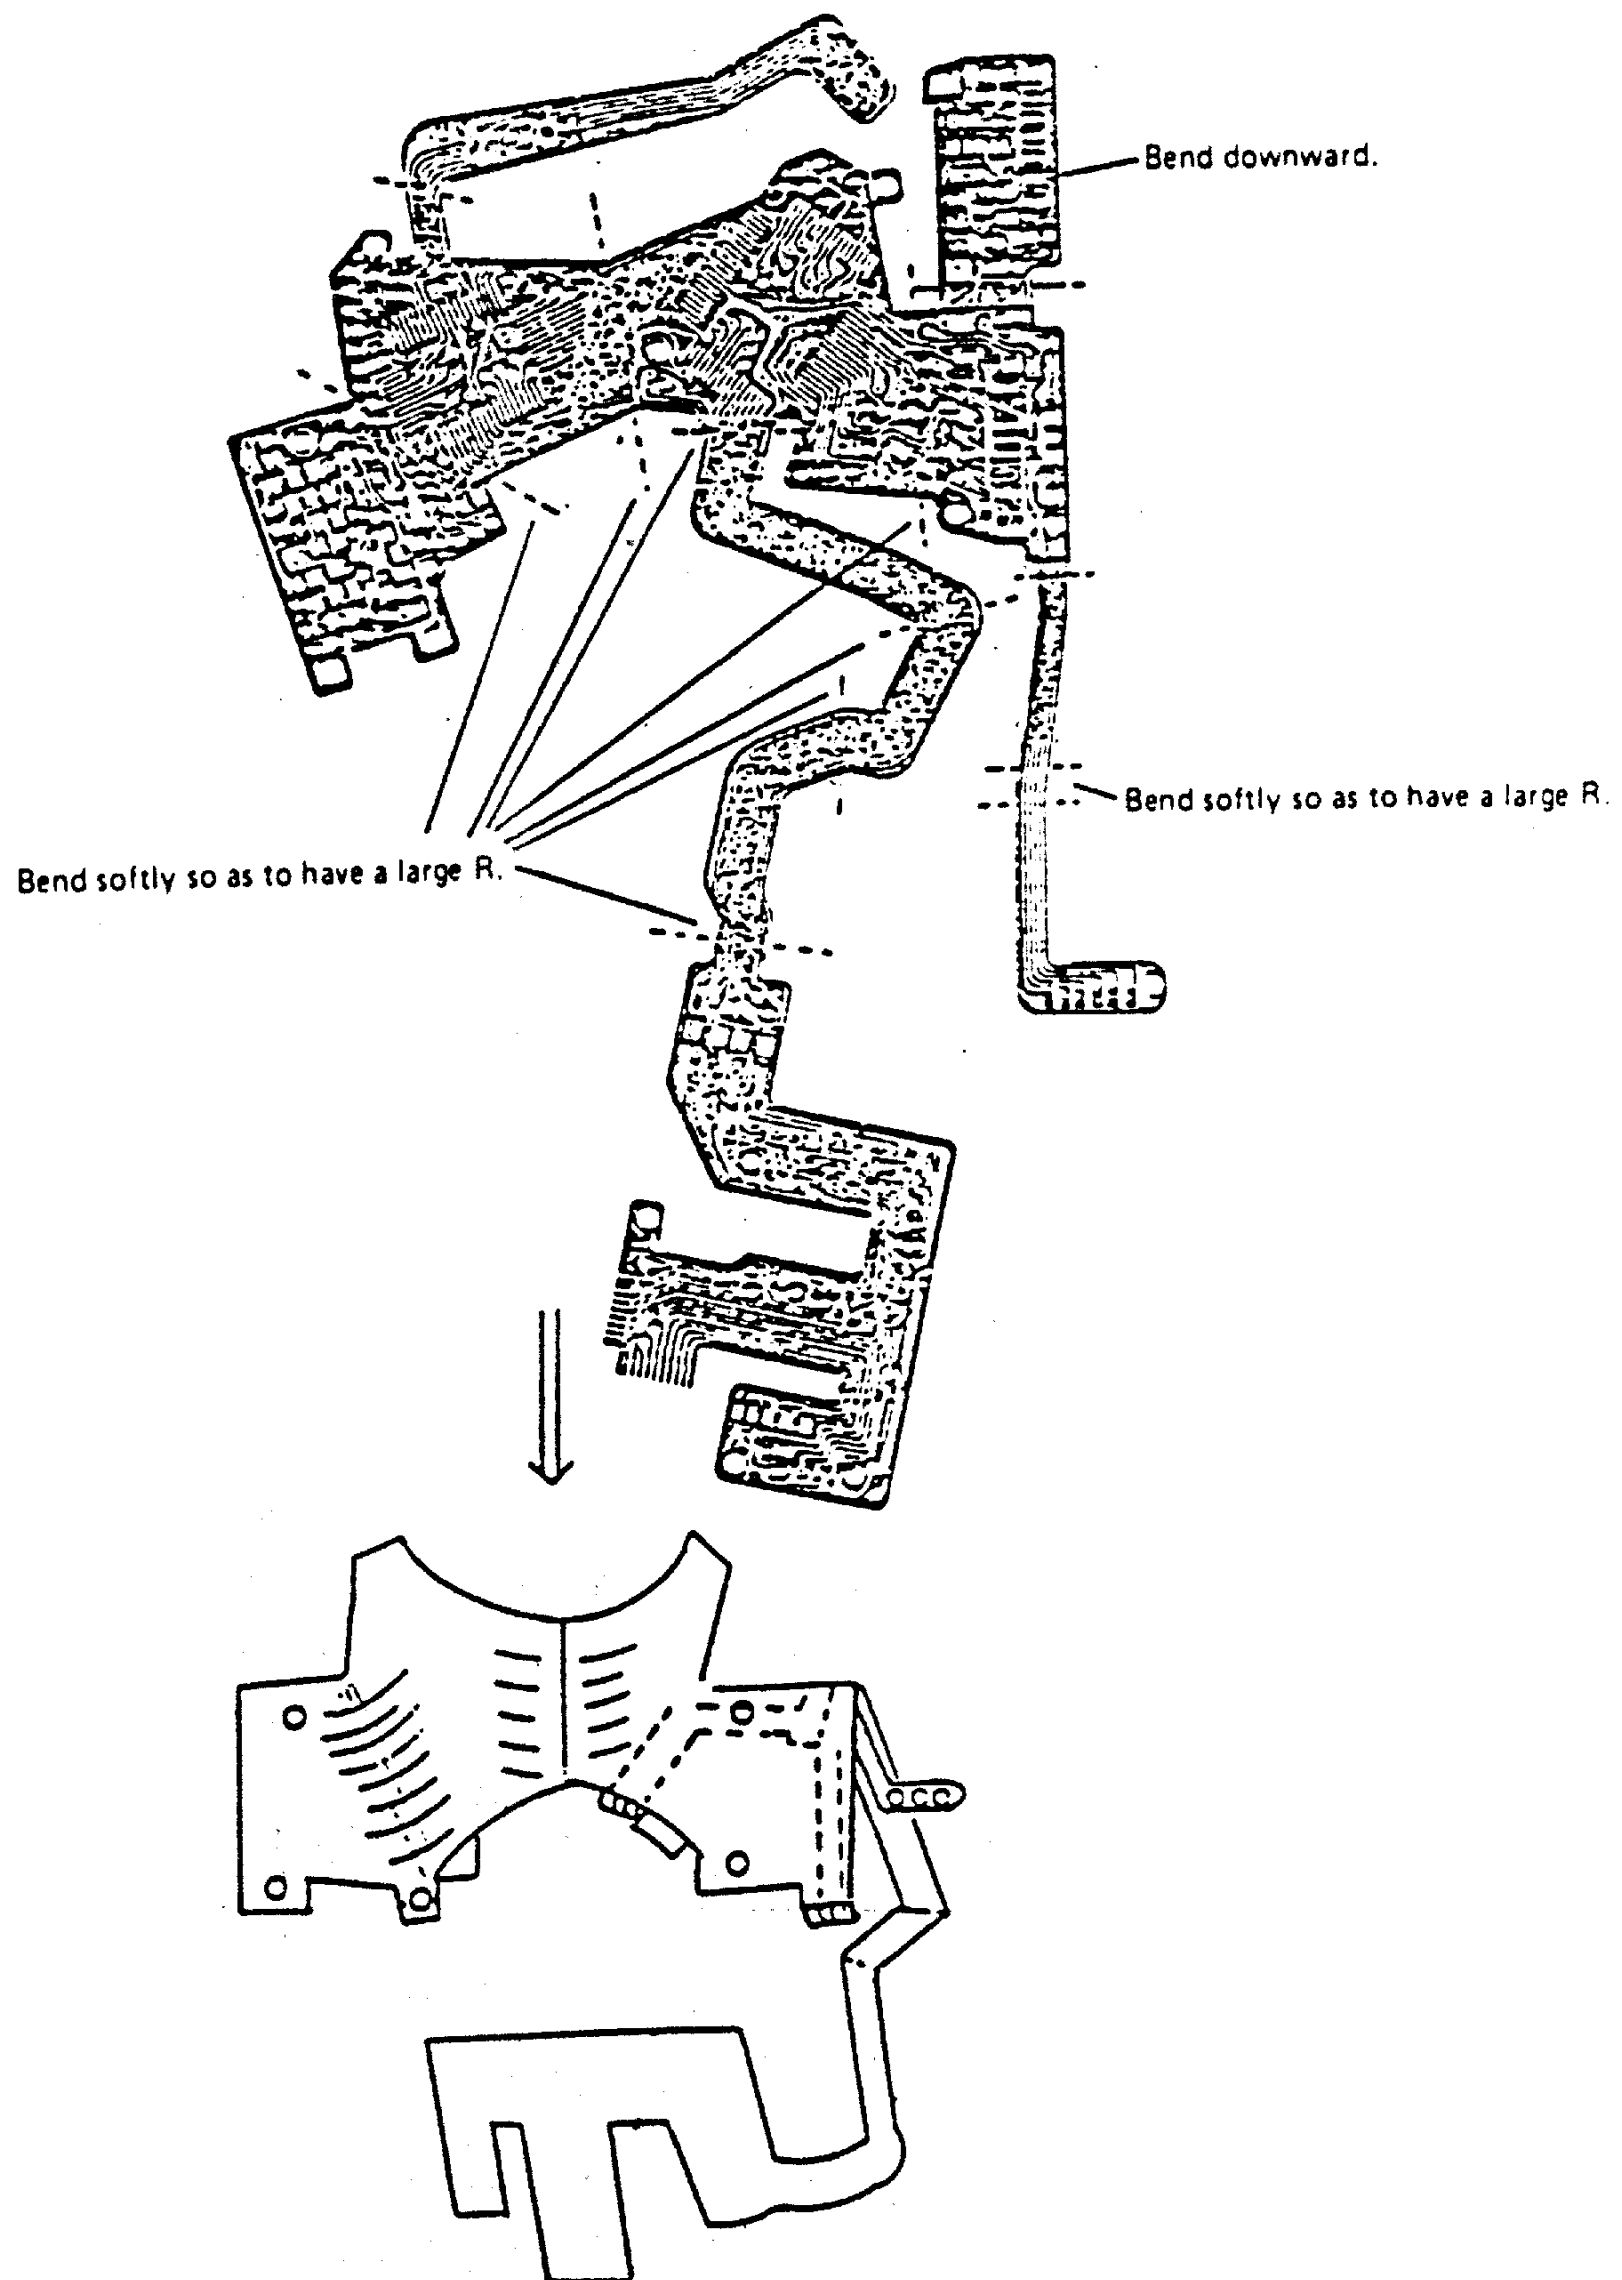 Bend downward.
Bend softly so as to have a large R.
Bend softly so as to have a large R.